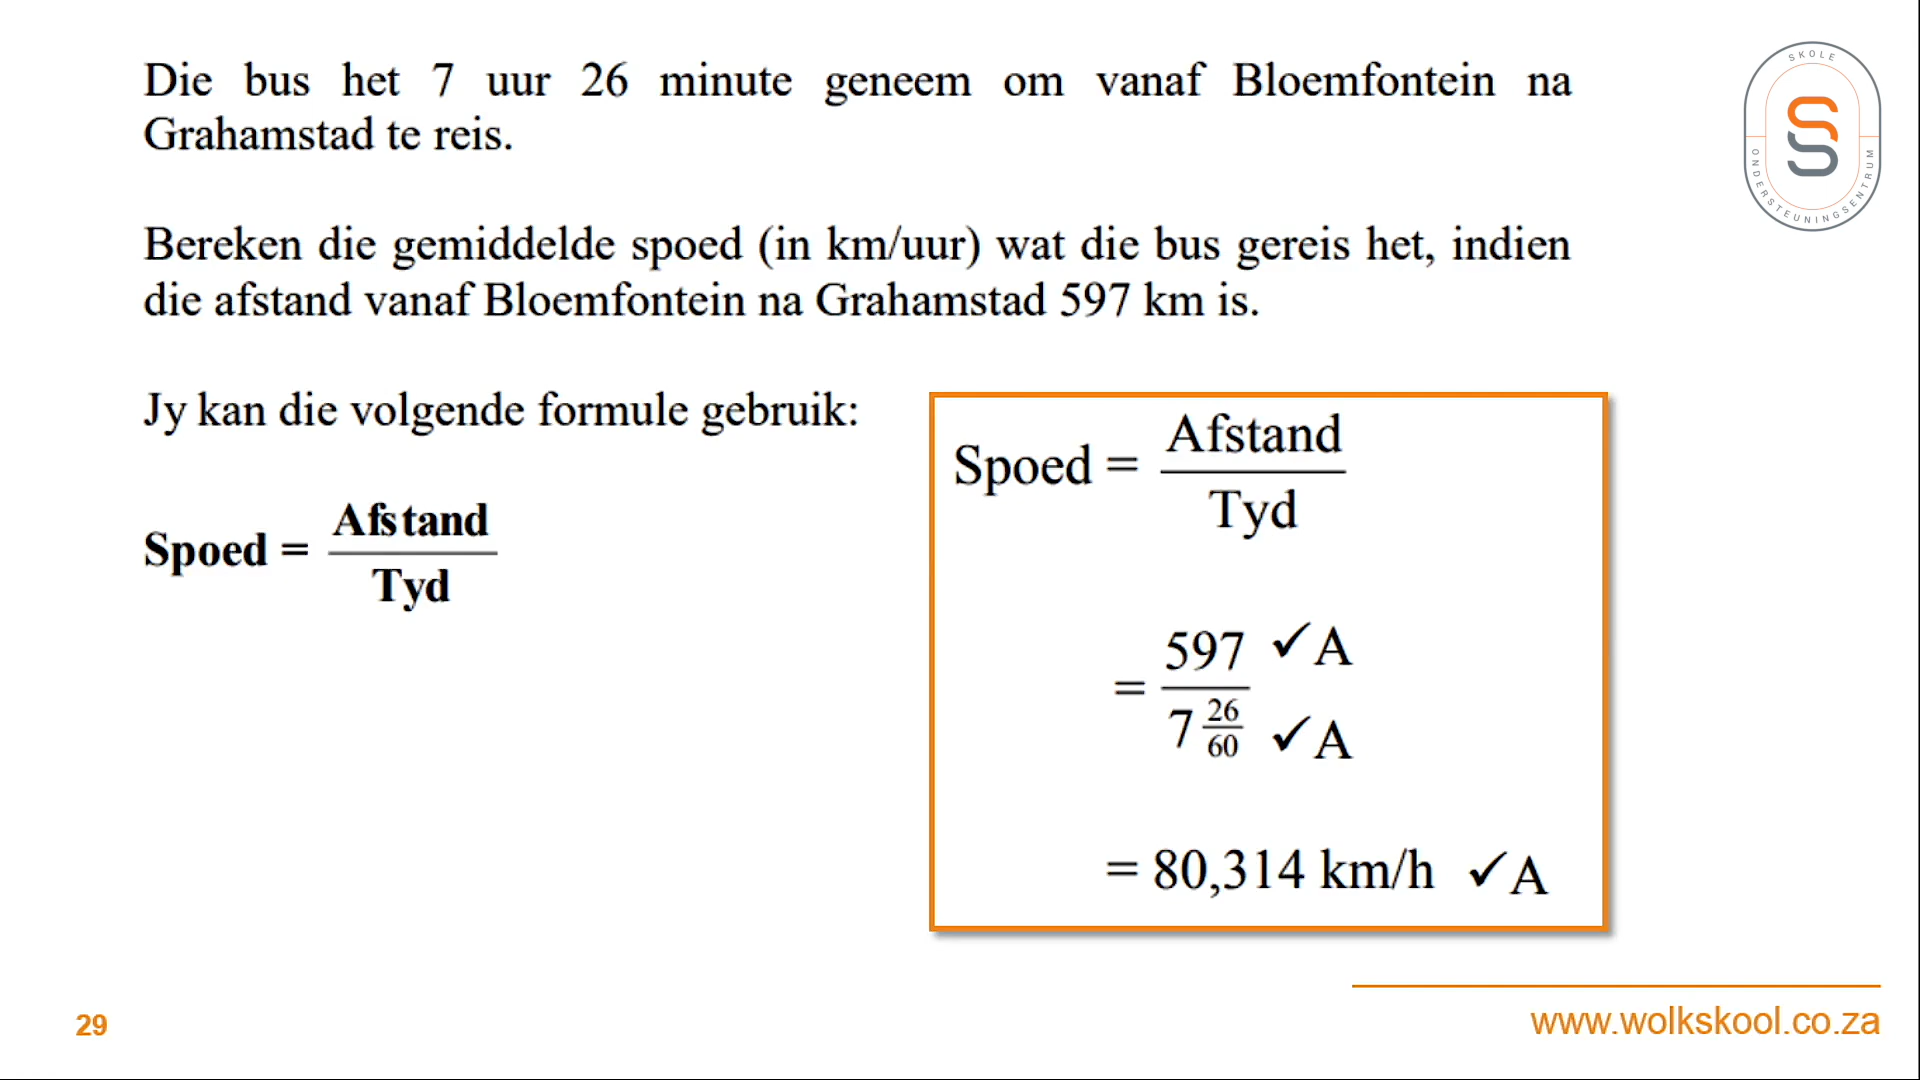 Die bus het 7 uur 26 minute geneem om vanaf Bloemfontein na
Grahamstad te reis.
Bereken die gemiddelde spoed (in km/uur) wat die bus gereis het, indien
die afstand vanaf Bloemfontein na Grahamstad 597 km is.
Jy kan die volgende formule gebruik:
Spoed = Afstand / Tyd
Spoed = Afstand / Tyd
= 597 ✓A / 7 26/60 ✓A
= 80,314 km/h ✓A
SKOLE
ONDERSTEUNINGSENTRUM
29
www.wolkskool.co.za